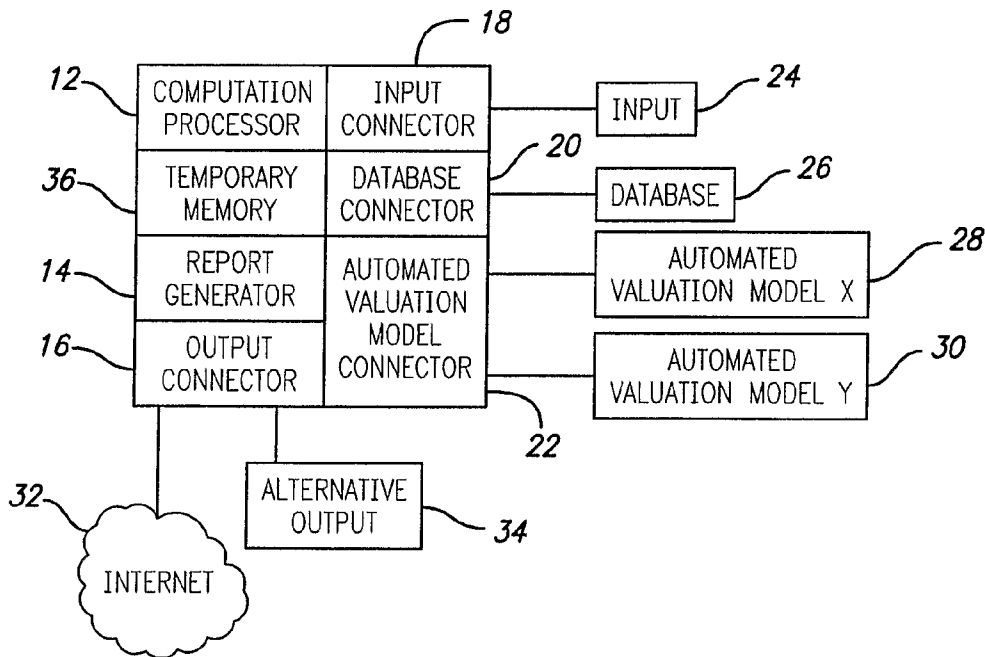 18
12
COMPUTATION
PROCESSOR
INPUT
CONNECTOR
INPUT
24
36
TEMPORARY
MEMORY
DATABASE
CONNECTOR
20
DATABASE
26
14
REPORT
GENERATOR
AUTOMATED
VALUATION
MODEL
CONNECTOR
AUTOMATED
VALUATION MODEL X
28
16
OUTPUT
CONNECTOR
AUTOMATED
VALUATION MODEL Y
30
22
32
INTERNET
ALTERNATIVE
OUTPUT
34